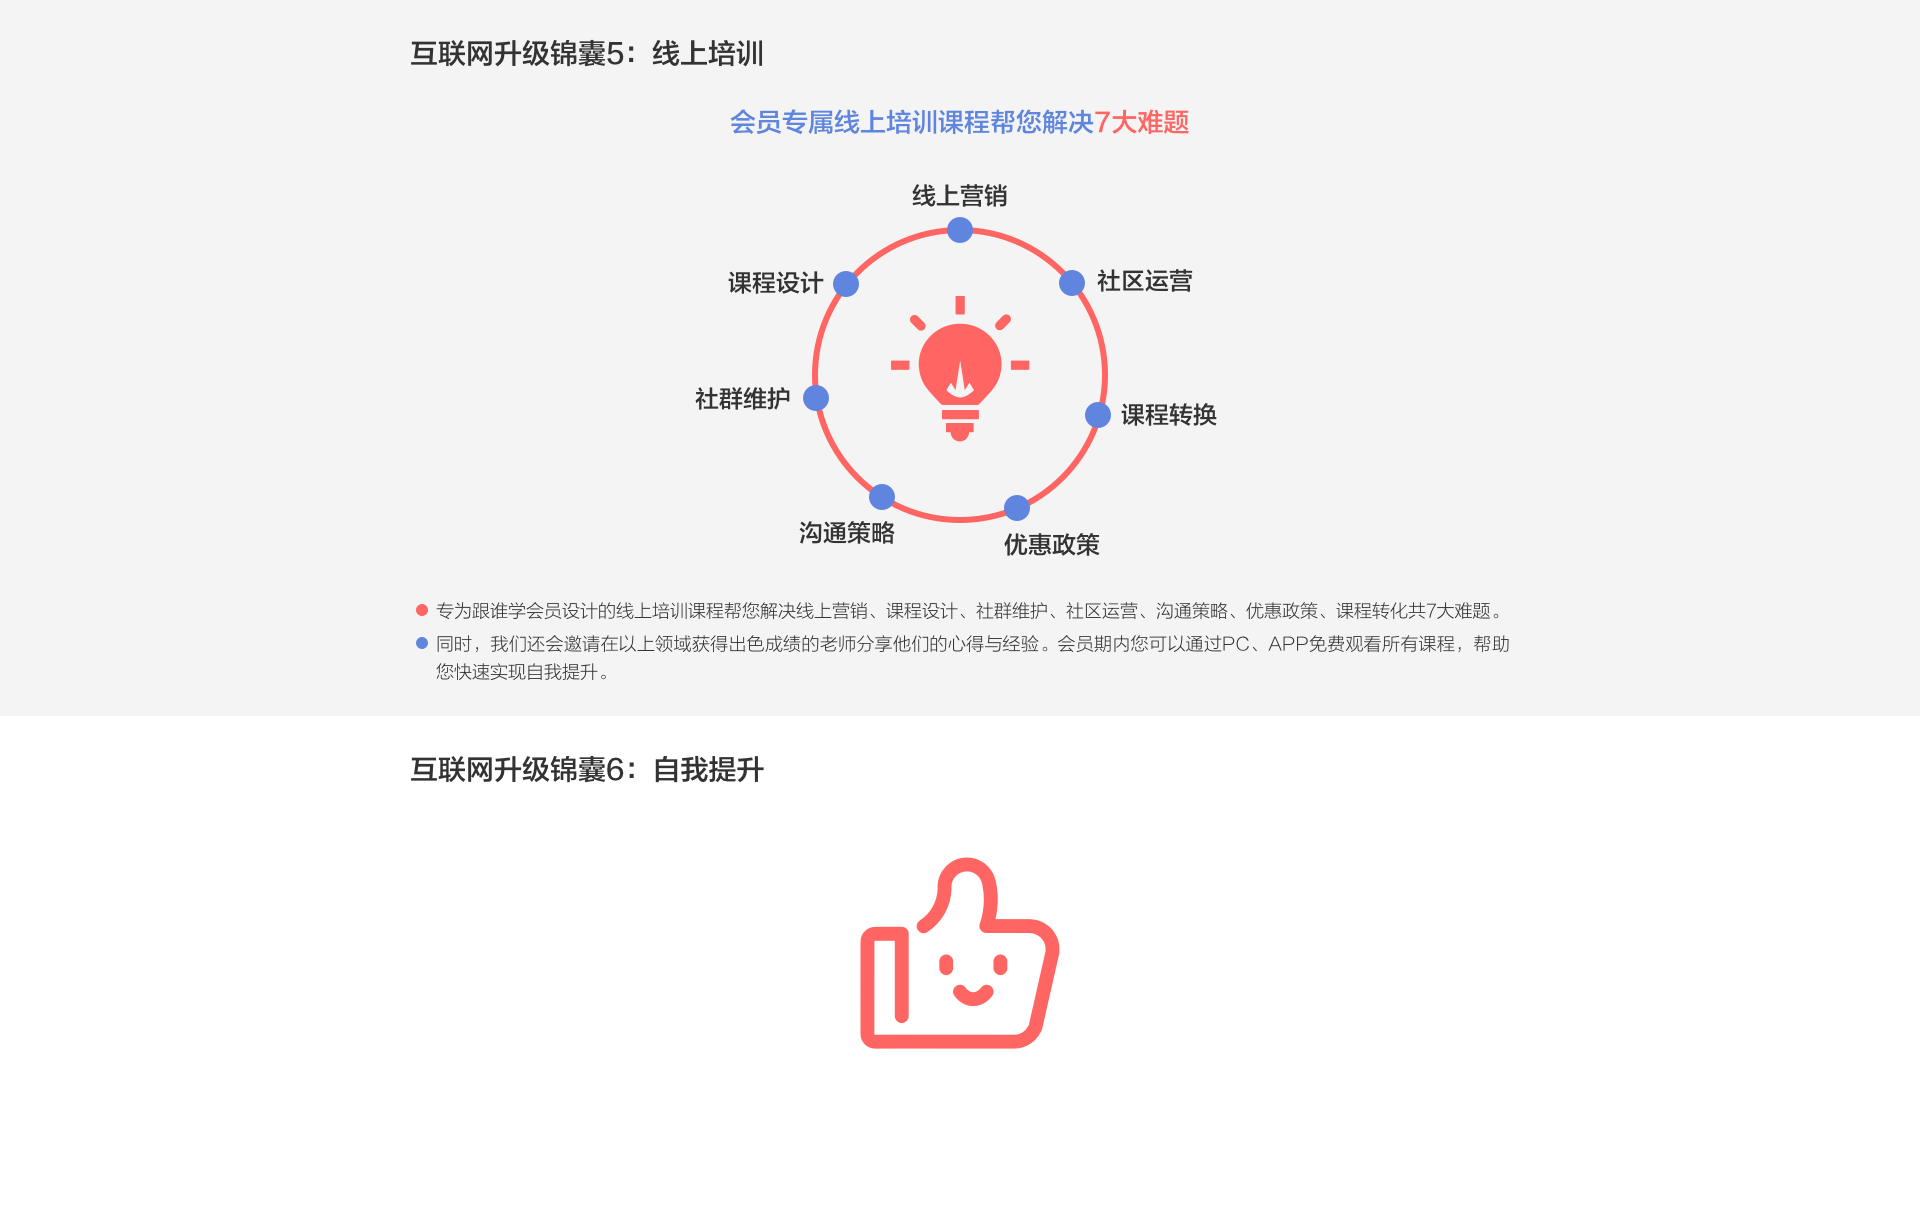 互联网升级锦囊5：线上培训
会员专属线上培训课程帮您解决7大难题
线上营销
课程设计
社区运营
社群维护
课程转换
沟通策略
优惠政策
专为跟谁学会员设计的线上培训课程帮您解决线上营销、课程设计、社群维护、社区运营、沟通策略、优惠政策、课程转化共7大难题。
同时，我们还会邀请在以上领域获得出色成绩的老师分享他们的心得与经验。会员期内您可以通过PC、APP免费观看所有课程，帮助
您快速实现自我提升。
互联网升级锦囊6：自我提升